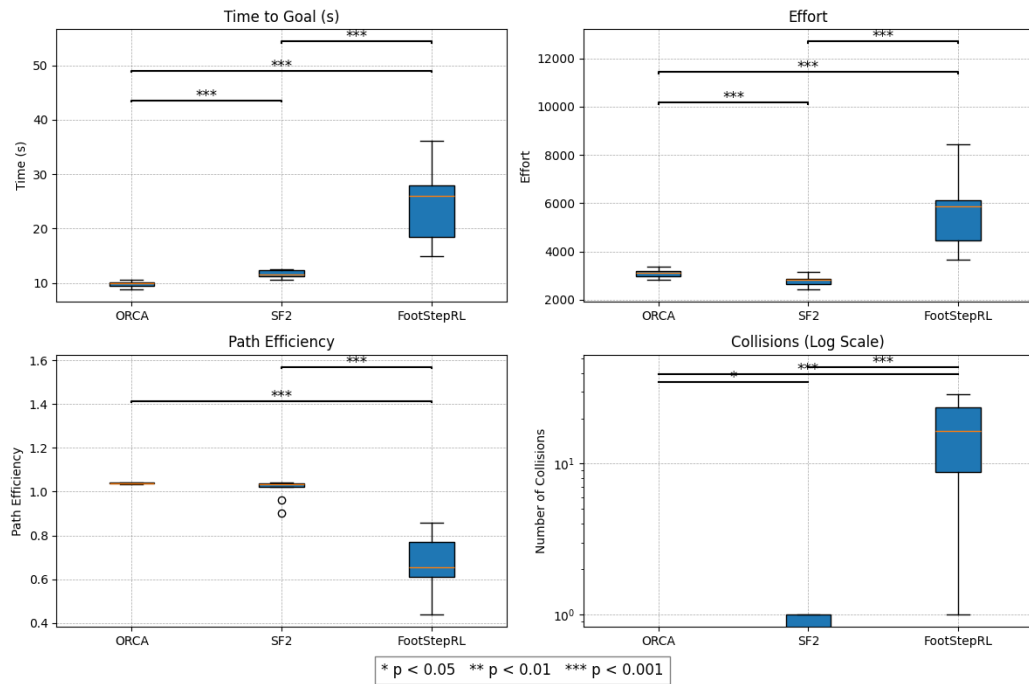 Time to Goal (s)
Time (s)
50
40
30
20
10
***
***
***
ORCA
SF2
FootStepRL
Effort
Effort
12000
10000
8000
6000
4000
2000
***
***
***
ORCA
SF2
FootStepRL
Path Efficiency
Path Efficiency
1.6
1.4
1.2
1.0
0.8
0.6
0.4
***
***
ORCA
SF2
FootStepRL
Collisions (Log Scale)
Number of Collisions
10¹
10⁰
***
***
*
ORCA
SF2
FootStepRL
* p < 0.05 ** p < 0.01 *** p < 0.001